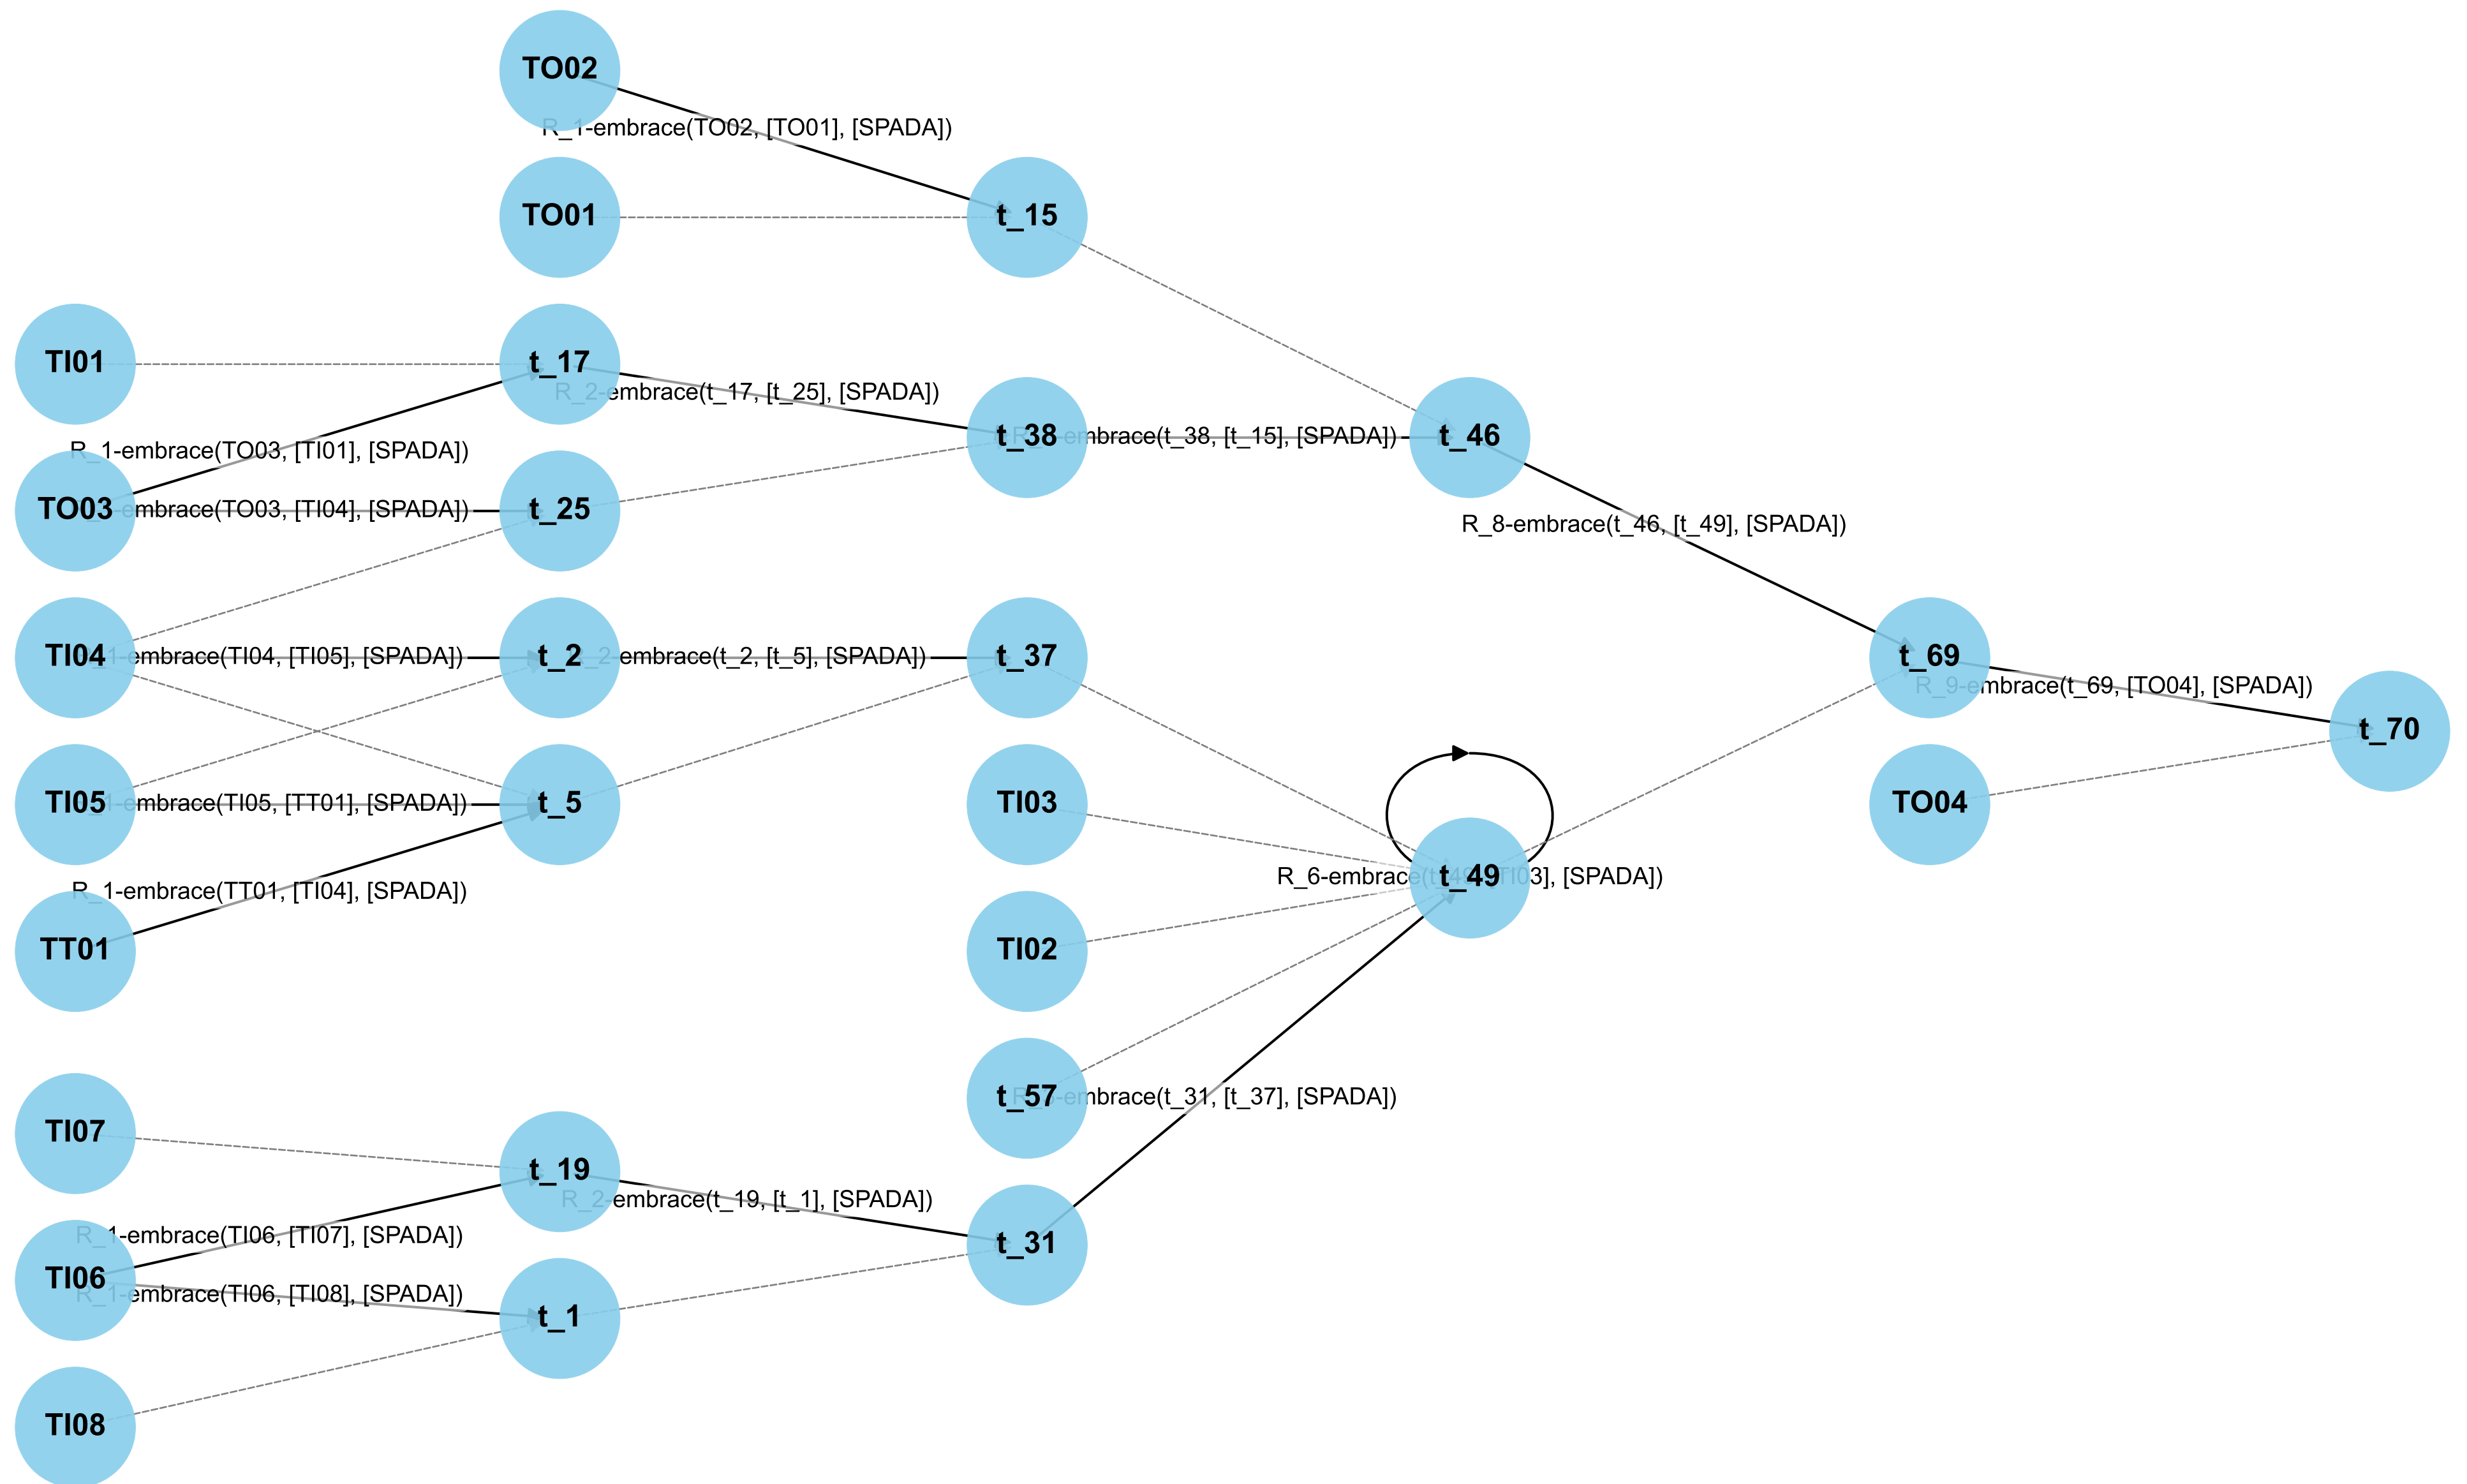 TO02
R_1-embrace(TO02, [TO01], [SPADA])
TO01
t_15
TI01
t_17
R_2-embrace(t_17, [t_25], [SPADA])
t_38
embrace(t_38, [t_15], [SPADA])
t_46
R_1-embrace(TO03, [TI01], [SPADA])
TO03
embrace(TO03, [TI04], [SPADA])
t_25
R_8-embrace(t_46, [t_49], [SPADA])
TI04
1-embrace(TI04, [TI05], [SPADA])
t_2
2-embrace(t_2, [t_5], [SPADA])
t_37
t_69
R_9-embrace(t_69, [TO04], [SPADA])
t_70
TI05
1-embrace(TI05, [TT01], [SPADA])
t_5
TI03
TO04
R_1-embrace(TT01, [TI04], [SPADA])
R_6-embrace(t_49, [TI03], [SPADA])
t_49
TT01
TI02
t_57
embrace(t_31, [t_37], [SPADA])
TI07
t_19
R_2-embrace(t_19, [t_1], [SPADA])
R_1-embrace(TI06, [TI07], [SPADA])
t_31
TI06
R_1-embrace(TI06, [TI08], [SPADA])
t_1
TI08